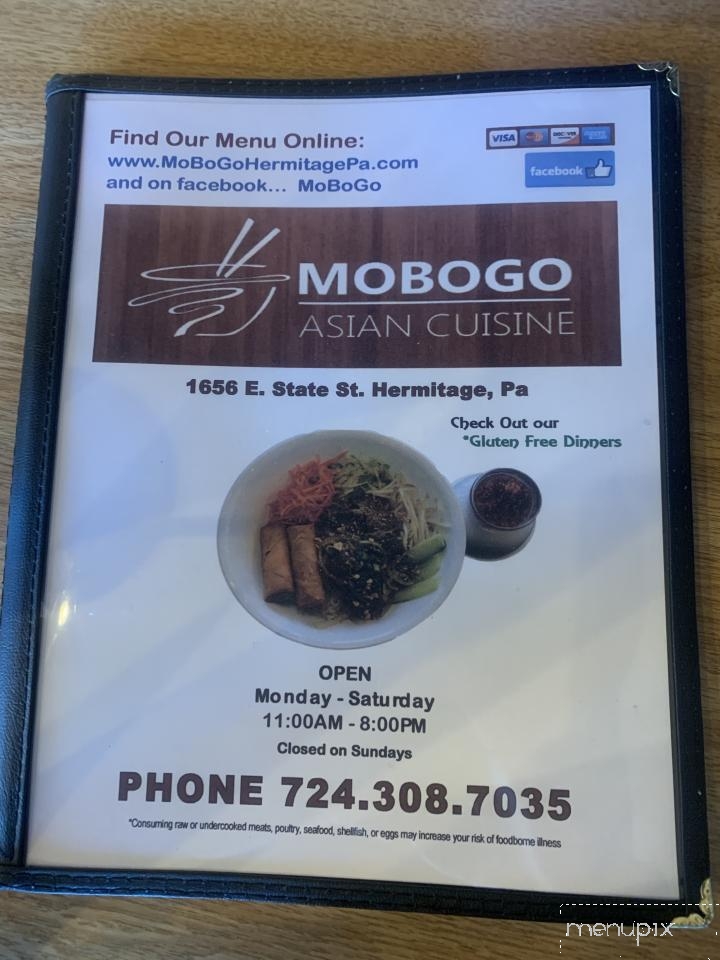 Find Our Menu Online:
www.MoBoGoHermitagePa.com
and on facebook... MoBoGo
VISA
DISCOVER
facebook
MOBOGO
ASIAN CUISINE
1656 E. State St. Hermitage, Pa
Check Out our
*Gluten Free Dinners
OPEN
Monday - Saturday
11:00AM - 8:00PM
Closed on Sundays
PHONE 724.308.7035
*Consuming raw or undercooked meats, poultry, seafood, shellfish, or eggs may increase your risk of foodborne illness
menupix